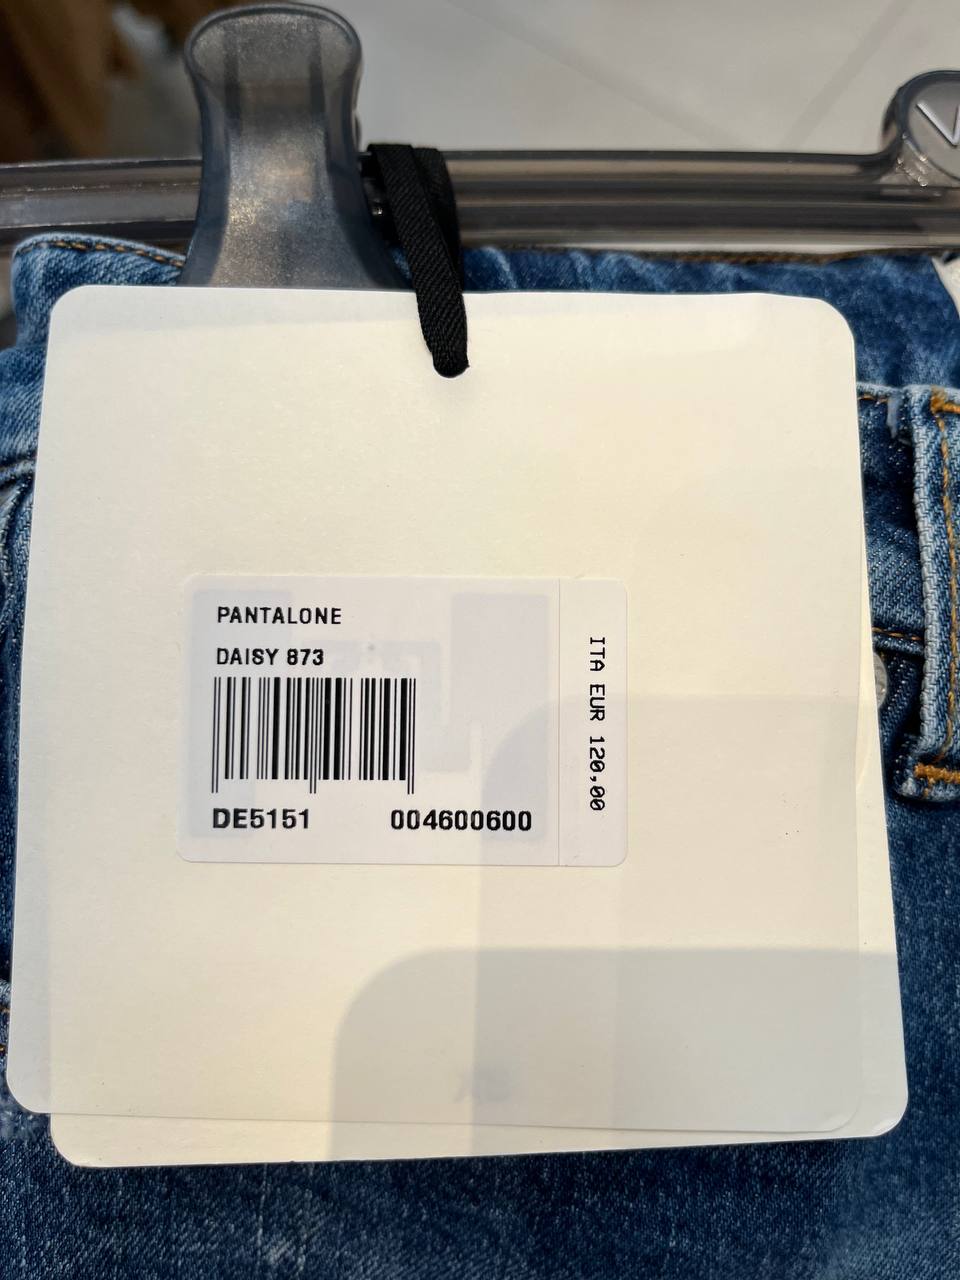 PANTALONE
DAISY 873
DE5151 004600600
ITA EUR 120,00